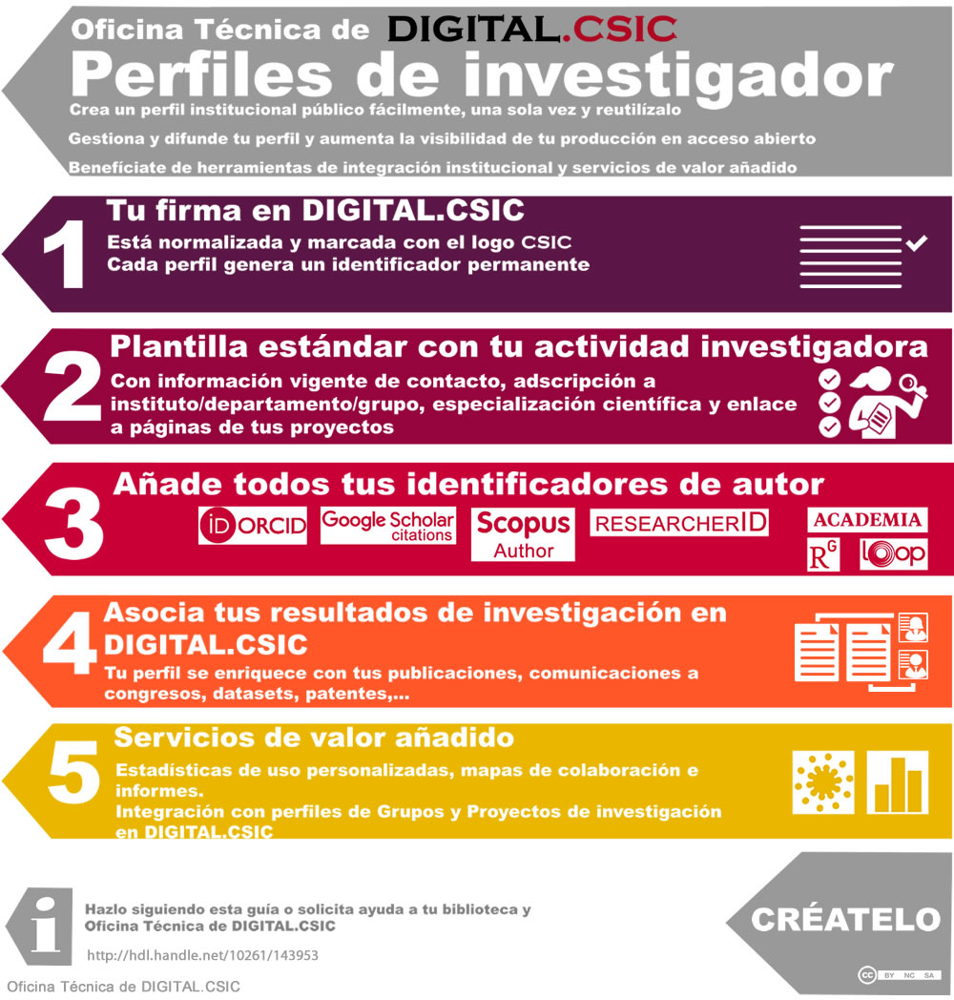 Oficina Técnica de DIGITAL.CSIC
Perfiles de investigador
Crea un perfil institucional público fácilmente, una sola vez y reutilízalo
Gestiona y difunde tu perfil y aumenta la visibilidad de tu producción en acceso abierto
Benefíciate de herramientas de integración institucional y servicios de valor añadido
1
Tu firma en DIGITAL.CSIC
Está normalizada y marcada con el logo CSIC
Cada perfil genera un identificador permanente
2
Plantilla estándar con tu actividad investigadora
Con información vigente de contacto, adscripción a
instituto/departamento/grupo, especialización científica y enlace
a páginas de tus proyectos
3
Añade todos tus identificadores de autor
iD ORCID
Google Scholar
citations
Scopus
Author
RESEARCHERID
ACADEMIA
RG
loop
4
Asocia tus resultados de investigación en
DIGITAL.CSIC
Tu perfil se enriquece con tus publicaciones, comunicaciones a
congresos, datasets, patentes,...
5
Servicios de valor añadido
Estadísticas de uso personalizadas, mapas de colaboración e
informes.
Integración con perfiles de Grupos y Proyectos de investigación
en DIGITAL.CSIC
i
Hazlo siguiendo esta guía o solicita ayuda a tu biblioteca y
Oficina Técnica de DIGITAL.CSIC
http://hdl.handle.net/10261/143953
CRÉATELO
cc BY NC SA
Oficina Técnica de DIGITAL.CSIC